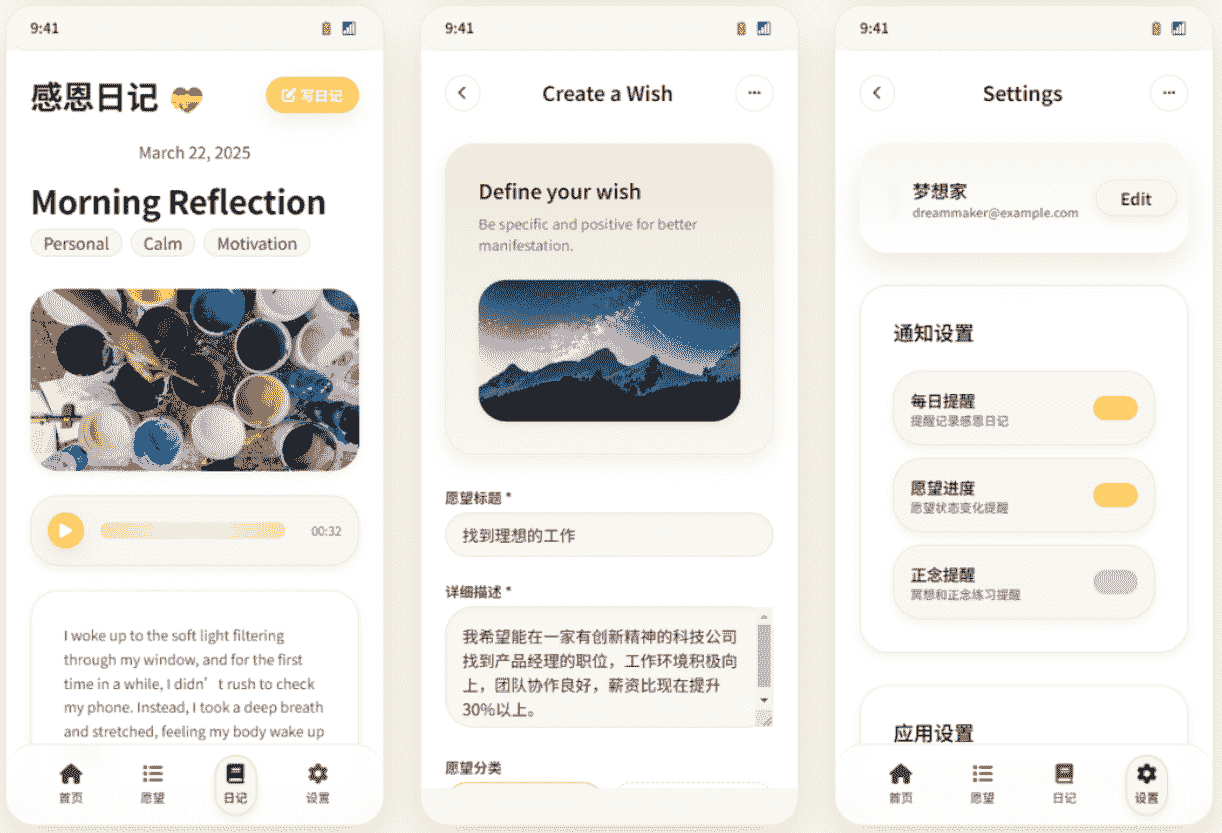 9:41
感恩日记
写日记
March 22, 2025
Morning Reflection
Personal
Calm
Motivation
00:32
I woke up to the soft light filtering
through my window, and for the first
time in a while, I didn't rush to check
my phone. Instead, I took a deep breath
and stretched, feeling my body wake up
首页
愿望
日记
设置
9:41
Create a Wish
Define your wish
Be specific and positive for better
manifestation.
愿望标题 *
找到理想的工作
详细描述 *
我希望能在一家有创新精神的科技公司
找到产品经理的职位，工作环境积极向
上，团队协作良好，薪资比现在提升
30%以上。
愿望分类
9:41
Settings
梦想家
dreammaker@example.com
Edit
通知设置
每日提醒
提醒记录感恩日记
愿望进度
愿望状态变化提醒
正念提醒
冥想和正念练习提醒
应用设置
首页
愿望
日记
设置